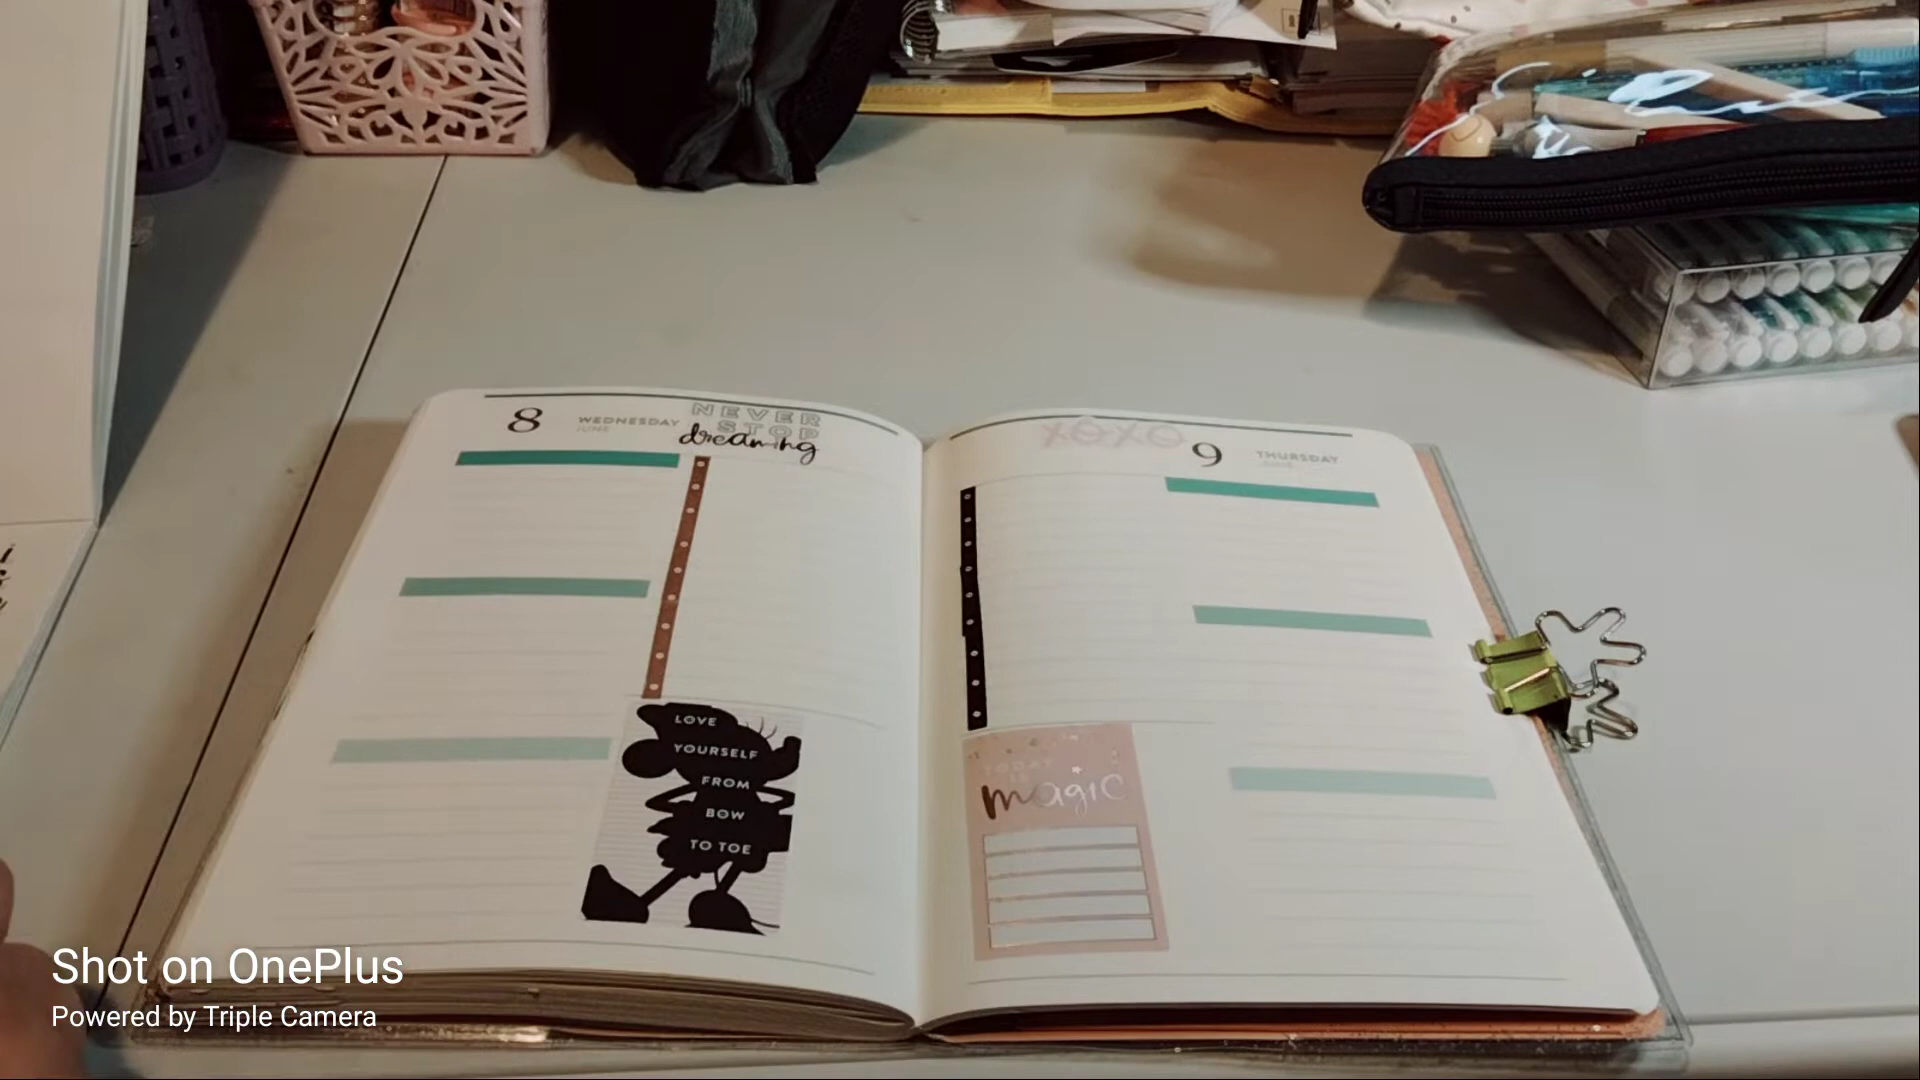 8
WEDNESDAY
JUNE
NEVER
STOP
dreaming
LOVE
YOURSELF
FROM
BOW
TO TOE
XOXO
9
THURSDAY
JUNE
TODAY
IS
magic
Shot on OnePlus
Powered by Triple Camera